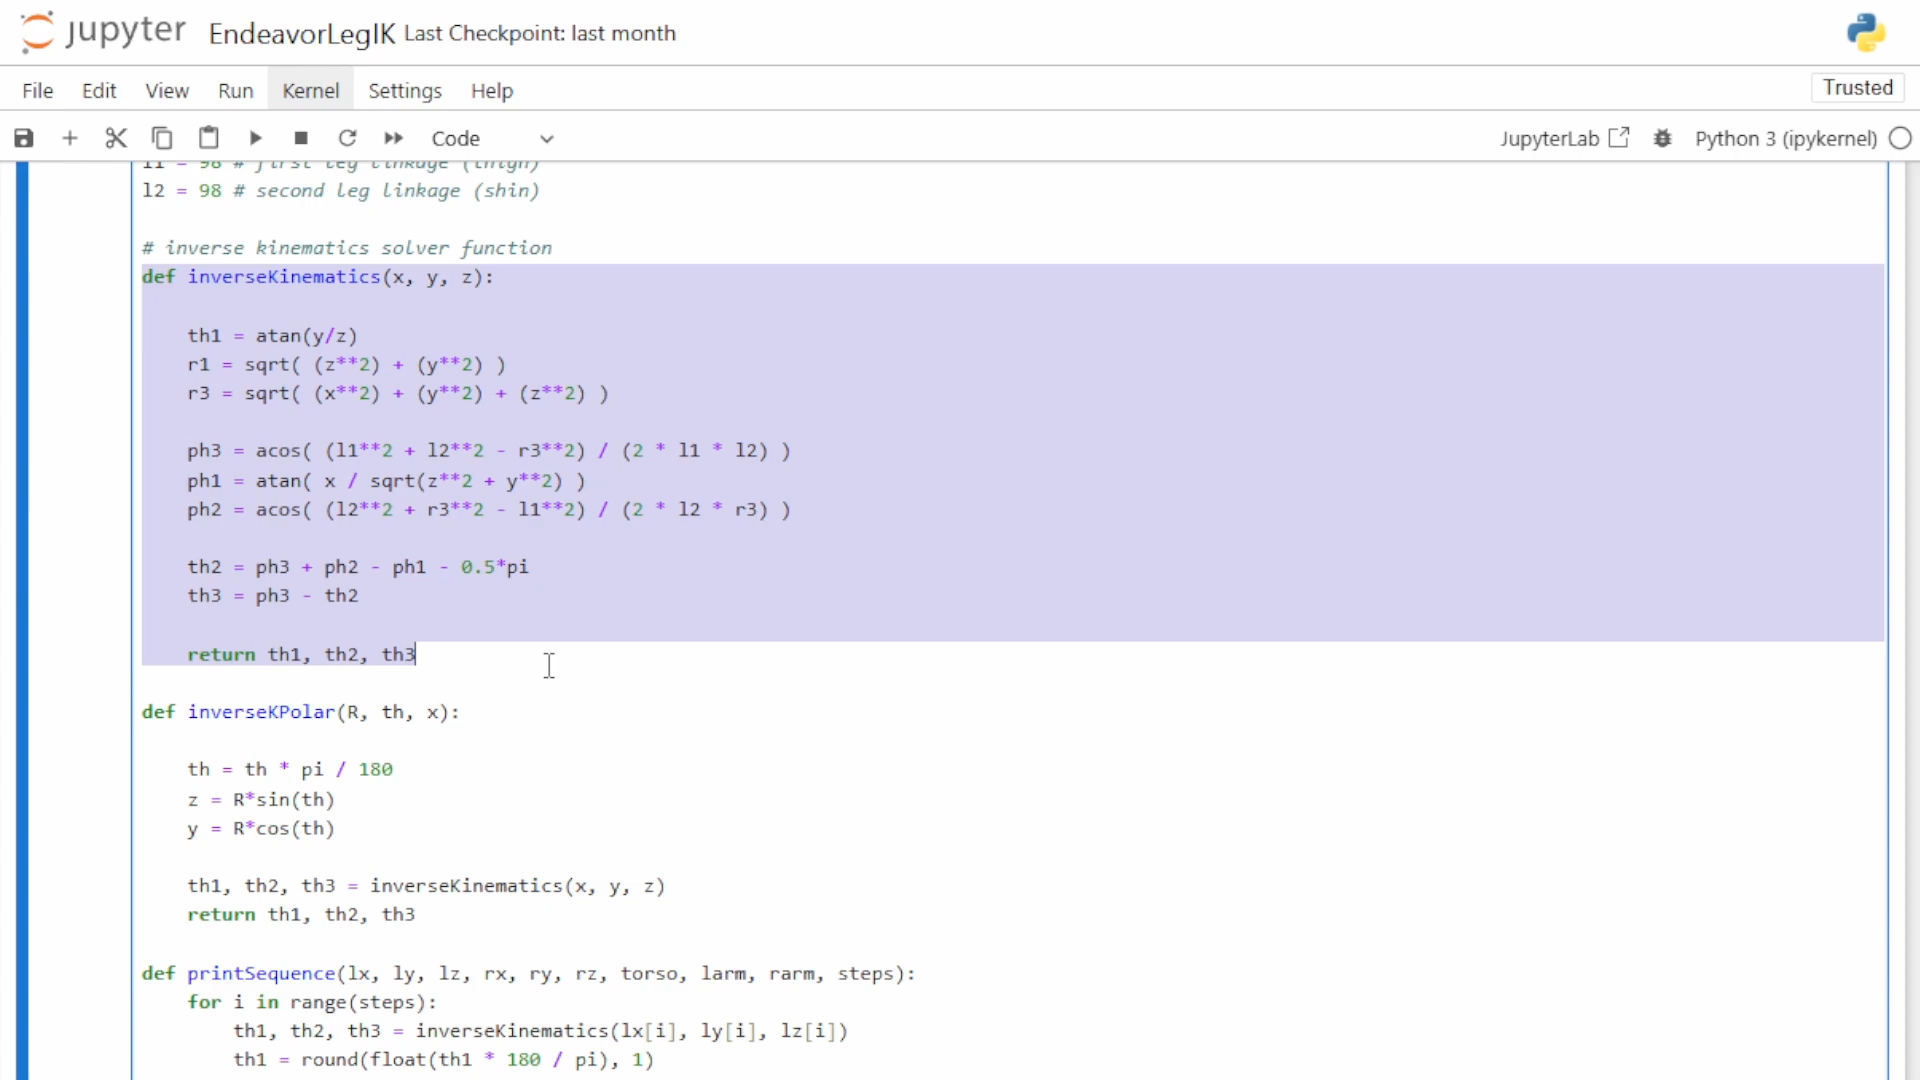 jupyter EndeavorLegIK Last Checkpoint: last month
File Edit View Run Kernel Settings Help Trusted
Code JupyterLab Python 3 (ipykernel)
l1 = 98 # first leg linkage (thigh)
l2 = 98 # second leg linkage (shin)
# inverse kinematics solver function
def inverseKinematics(x, y, z):
th1 = atan(y/z)
r1 = sqrt( (z**2) + (y**2) )
r3 = sqrt( (x**2) + (y**2) + (z**2) )
ph3 = acos( (l1**2 + l2**2 - r3**2) / (2 * l1 * l2) )
ph1 = atan( x / sqrt(z**2 + y**2) )
ph2 = acos( (l2**2 + r3**2 - l1**2) / (2 * l2 * r3) )
th2 = ph3 + ph2 - ph1 - 0.5*pi
th3 = ph3 - th2
return th1, th2, th3
def inverseKPolar(R, th, x):
th = th * pi / 180
z = R*sin(th)
y = R*cos(th)
th1, th2, th3 = inverseKinematics(x, y, z)
return th1, th2, th3
def printSequence(lx, ly, lz, rx, ry, rz, torso, larm, rarm, steps):
for i in range(steps):
th1, th2, th3 = inverseKinematics(lx[i], ly[i], lz[i])
th1 = round(float(th1 * 180 / pi), 1)